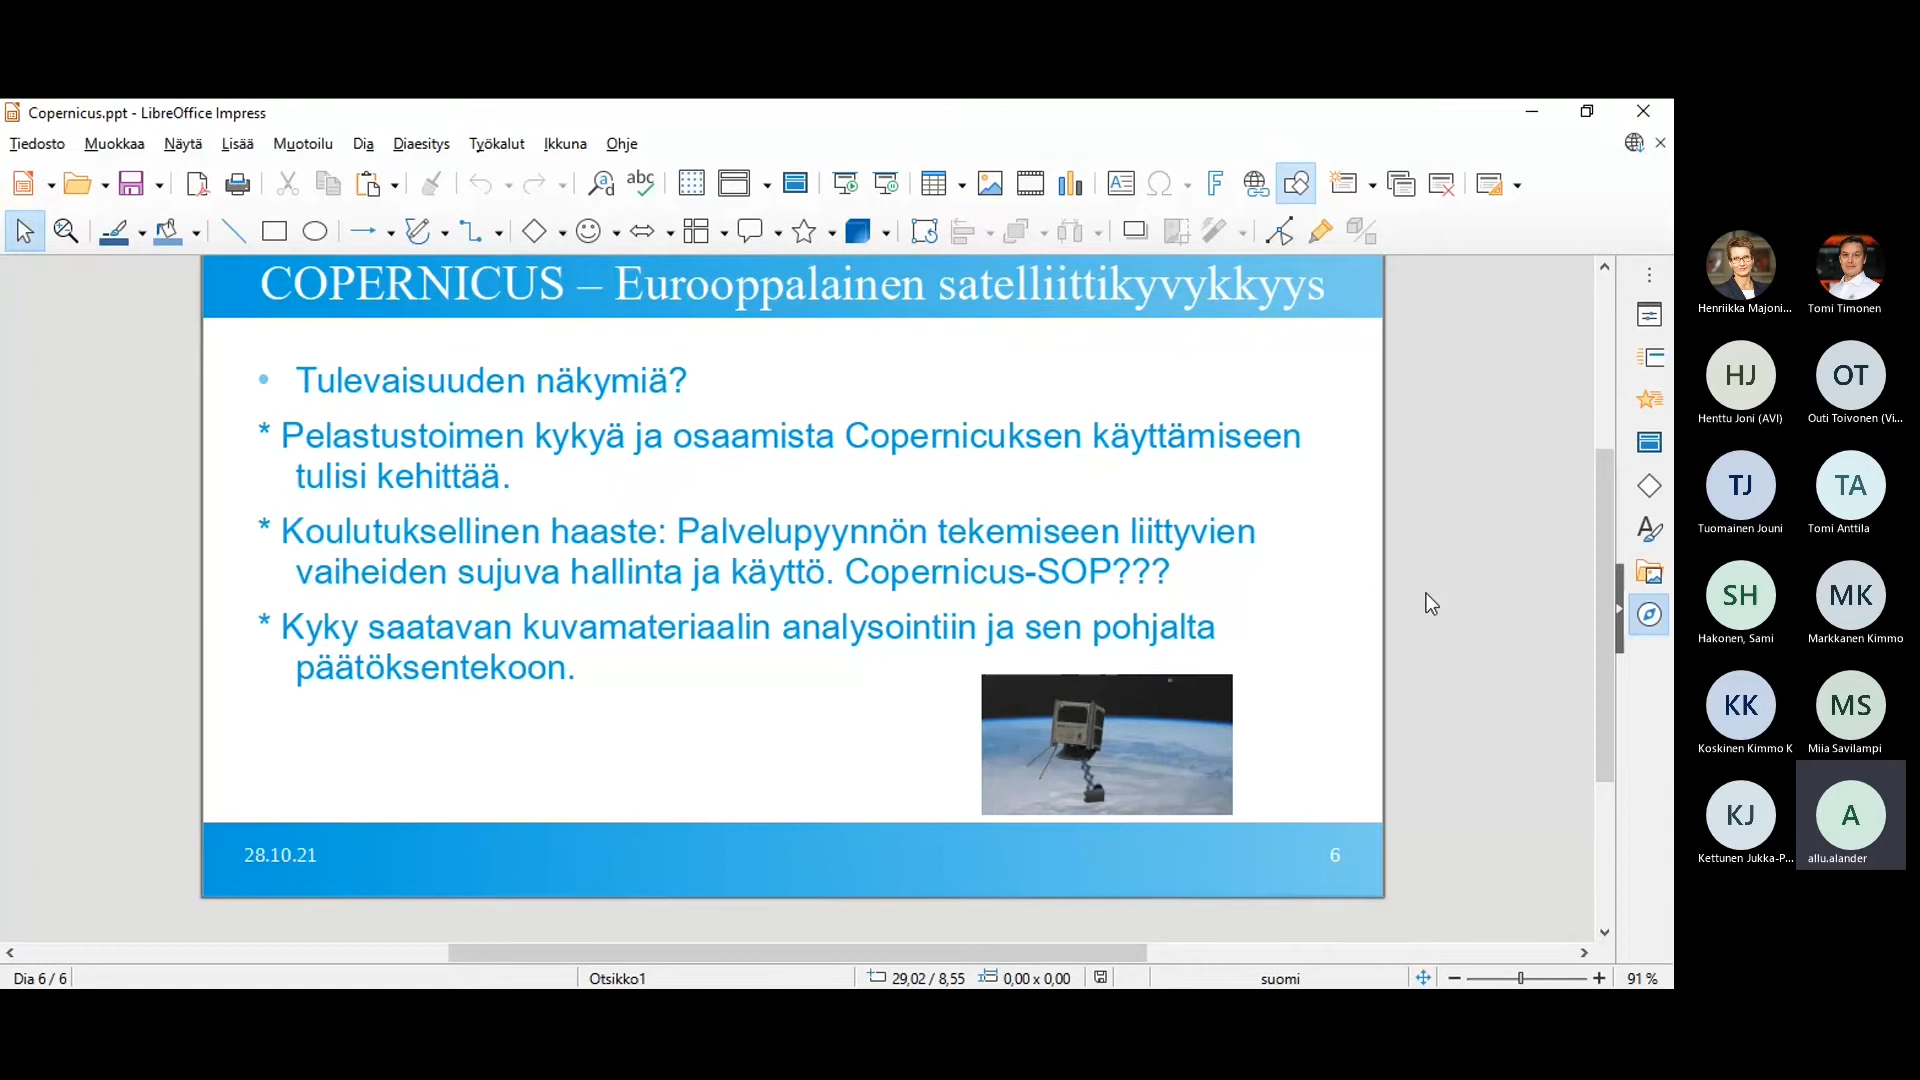 Copernicus.ppt - LibreOffice Impress
Tiedosto Muokkaa Näytä Lisää Muotoilu Dia Diaesitys Työkalut Ikkuna Ohje
COPERNICUS – Eurooppalainen satelliittikyvykkyys
• Tulevaisuuden näkymiä?
* Pelastustoimen kykyä ja osaamista Copernicuksen käyttämiseen
tulisi kehittää.
* Koulutuksellinen haaste: Palvelupyynnön tekemiseen liittyvien
vaiheiden sujuva hallinta ja käyttö. Copernicus-SOP???
* Kyky saatavan kuvamateriaalin analysointiin ja sen pohjalta
päätöksentekoon.
28.10.21 6
Dia 6 / 6 Otsikko1 29,02 / 8,55 0,00 x 0,00 suomi 91 %
Henriikka Majoni... Tomi Timonen
HJ OT
Henttu Joni (AVI) Outi Toivonen (Vi...
TJ TA
Tuomainen Jouni Tomi Anttila
SH MK
Hakonen, Sami Markkanen Kimmo
KK MS
Koskinen Kimmo K Miia Savilampi
KJ A
Kettunen Jukka-P... allu.alander